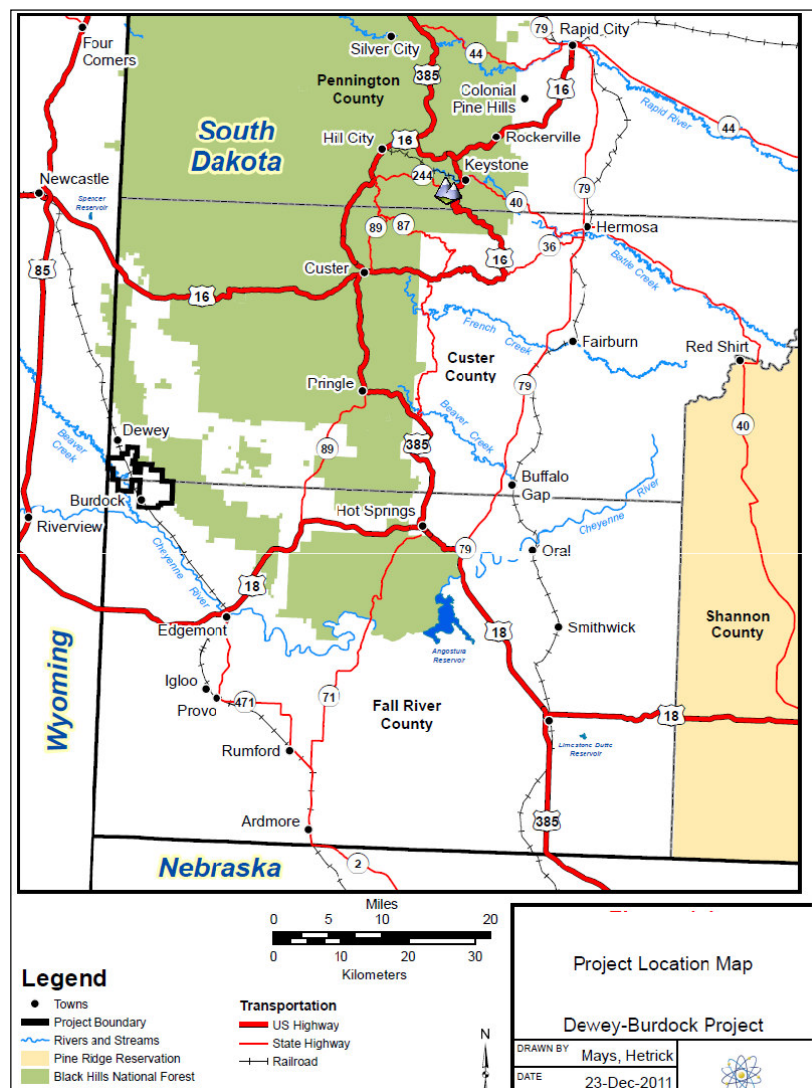 Four
Corners
Silver City
79
Rapid City
44
385
Pennington
County
Colonial
Pine Hills
16
Rapid River
44
South
Dakota
Hill City
16
Rockerville
Keystone
244
Newcastle
Spencer
Reservoir
79
40
89
87
Hermosa
36
85
Custer
16
16
Battle Creek
French
Creek
Fairburn
Custer
County
Red Shirt
79
Pringle
40
Dewey
Beaver
Creek
Beaver Creek
89
385
Buffalo
Gap
Burdock
Hot Springs
Cheyenne
River
Riverview
Cheyenne
River
79
Oral
18
Edgemont
Angostura
Reservoir
18
Smithwick
Shannon
County
Wyoming
Igloo
Provo
471
71
Fall River
County
18
Rumford
Limestone Butte
Reservoir
Ardmore
385
Nebraska
2
Miles
0 5 10 20
0 10 20 30
Kilometers
Legend
Towns
Project Boundary
Rivers and Streams
Pine Ridge Reservation
Black Hills National Forest
Transportation
US Highway
State Highway
Railroad
N
Project Location Map
Dewey-Burdock Project
DRAWN BY Mays, Hetrick
DATE 23-Dec-2011